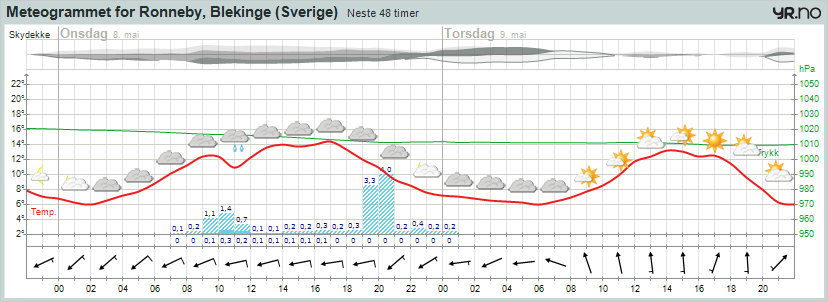 Meteogrammet for Ronneby, Blekinge (Sverige) Neste 48 timer
yr.no
Skydekke Onsdag 8. mai Torsdag 9. mai
hPa
22° 1050
20° 1040
18° 1030
16° 1020
14° 1010
12° 1000
10° 990
8° 980
6° 970
4° 960
2° 950
Trykk
Temp.
0,1 0,2 1,1 1,4 0,7 0,1 0,1 0,2 0,2 0,3 0,2 3,3 4,0 0,2 0,4 0,2 0,2
0 0 0,1 0,3 0,2 0,1 0,1 0,1 0,1 0,1 0,1 0 0 0 0 0 0
00 02 04 06 08 10 12 14 16 18 20 22 00 02 04 06 08 10 12 14 16 18 20